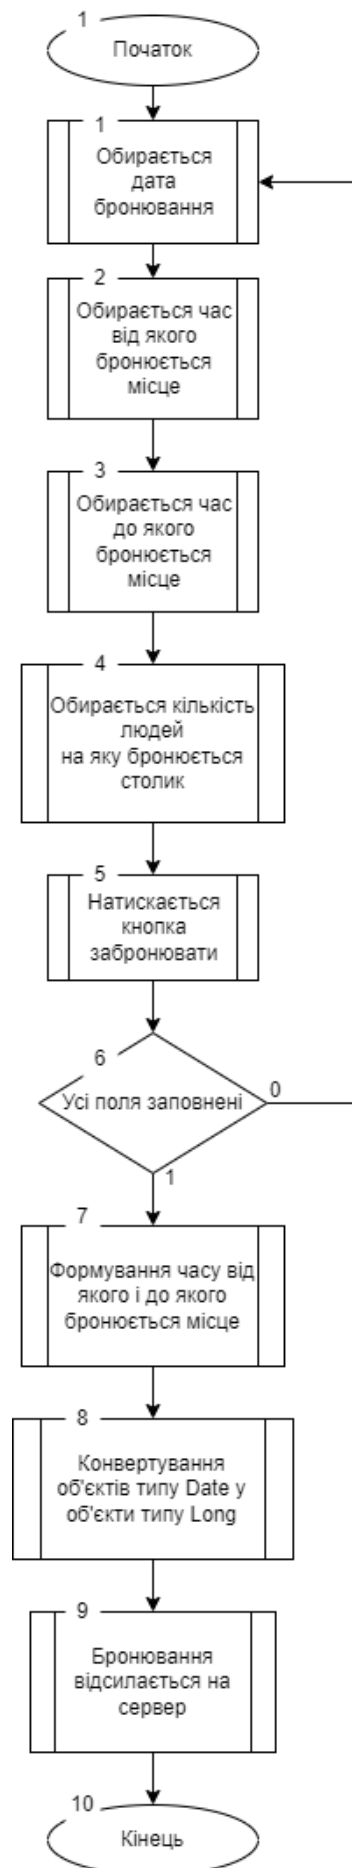 1
Початок
1
Обирається
дата
бронювання
2
Обирається час
від якого
бронюється
місце
3
Обирається час
до якого
бронюється
місце
4
Обирається кількість
людей
на яку бронюється
столик
5
Натискається
кнопка
забронювати
6
Усі поля заповнені
0
1
7
Формування часу від
якого і до якого
бронюється місце
8
Конвертування
об'єктів типу Date у
об'єкти типу Long
9
Бронювання
відсилається на
сервер
10
Кінець